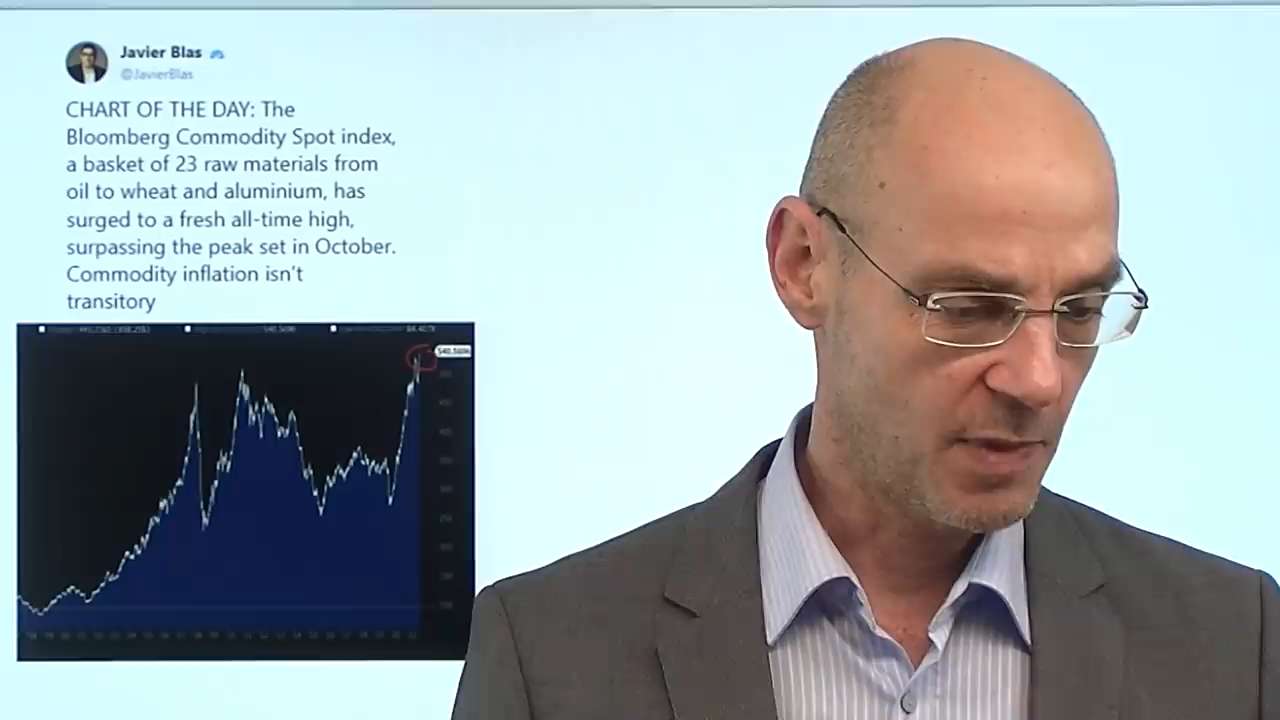 Javier Blas
@JavierBlas
CHART OF THE DAY: The
Bloomberg Commodity Spot index,
a basket of 23 raw materials from
oil to wheat and aluminium, has
surged to a fresh all-time high,
surpassing the peak set in October.
Commodity inflation isn't
transitory